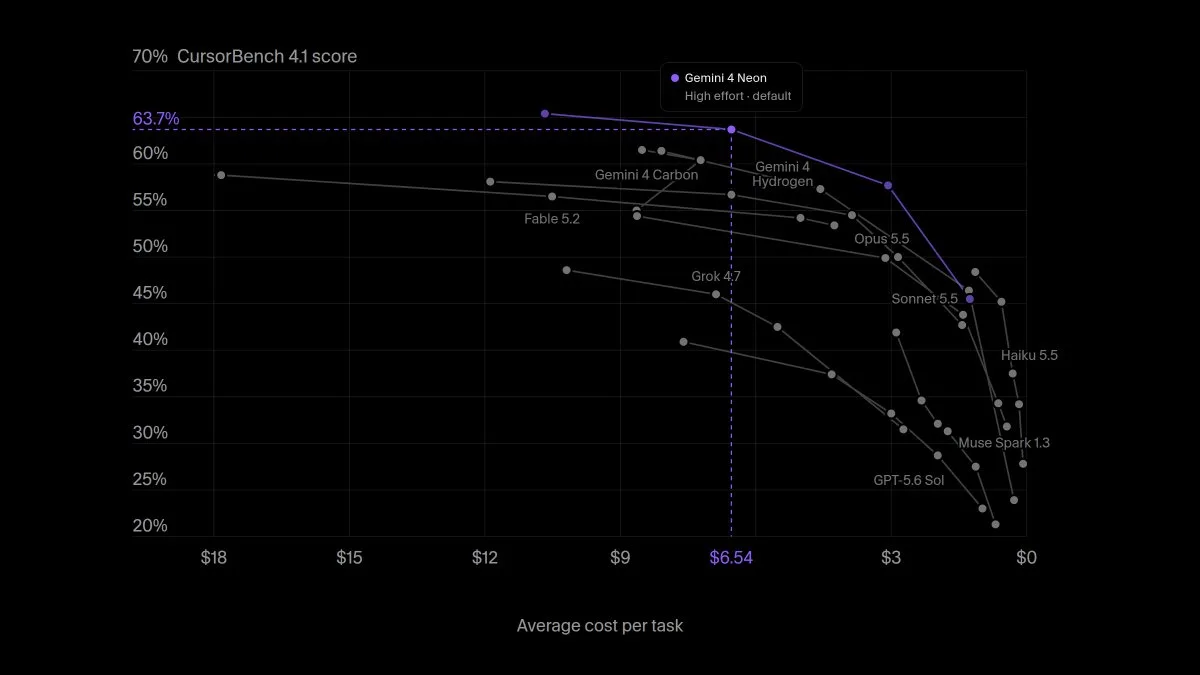 70% CursorBench 4.1 score
Gemini 4 Neon
High effort · default
63.7%
60%
Gemini 4
Hydrogen
Gemini 4 Carbon
55%
Fable 5.2
Opus 5.5
50%
Grok 4.7
45%
Sonnet 5.5
40%
Haiku 5.5
35%
30%
Muse Spark 1.3
25%
GPT-5.6 Sol
20%
$18 $15 $12 $9 $6.54 $3 $0
Average cost per task